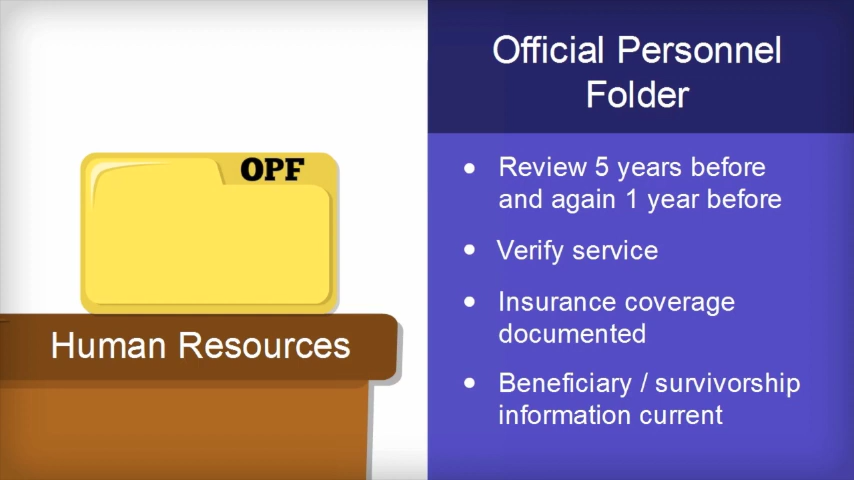 OPF
Human Resources
Official Personnel
Folder
• Review 5 years before
and again 1 year before
• Verify service
• Insurance coverage
documented
• Beneficiary / survivorship
information current